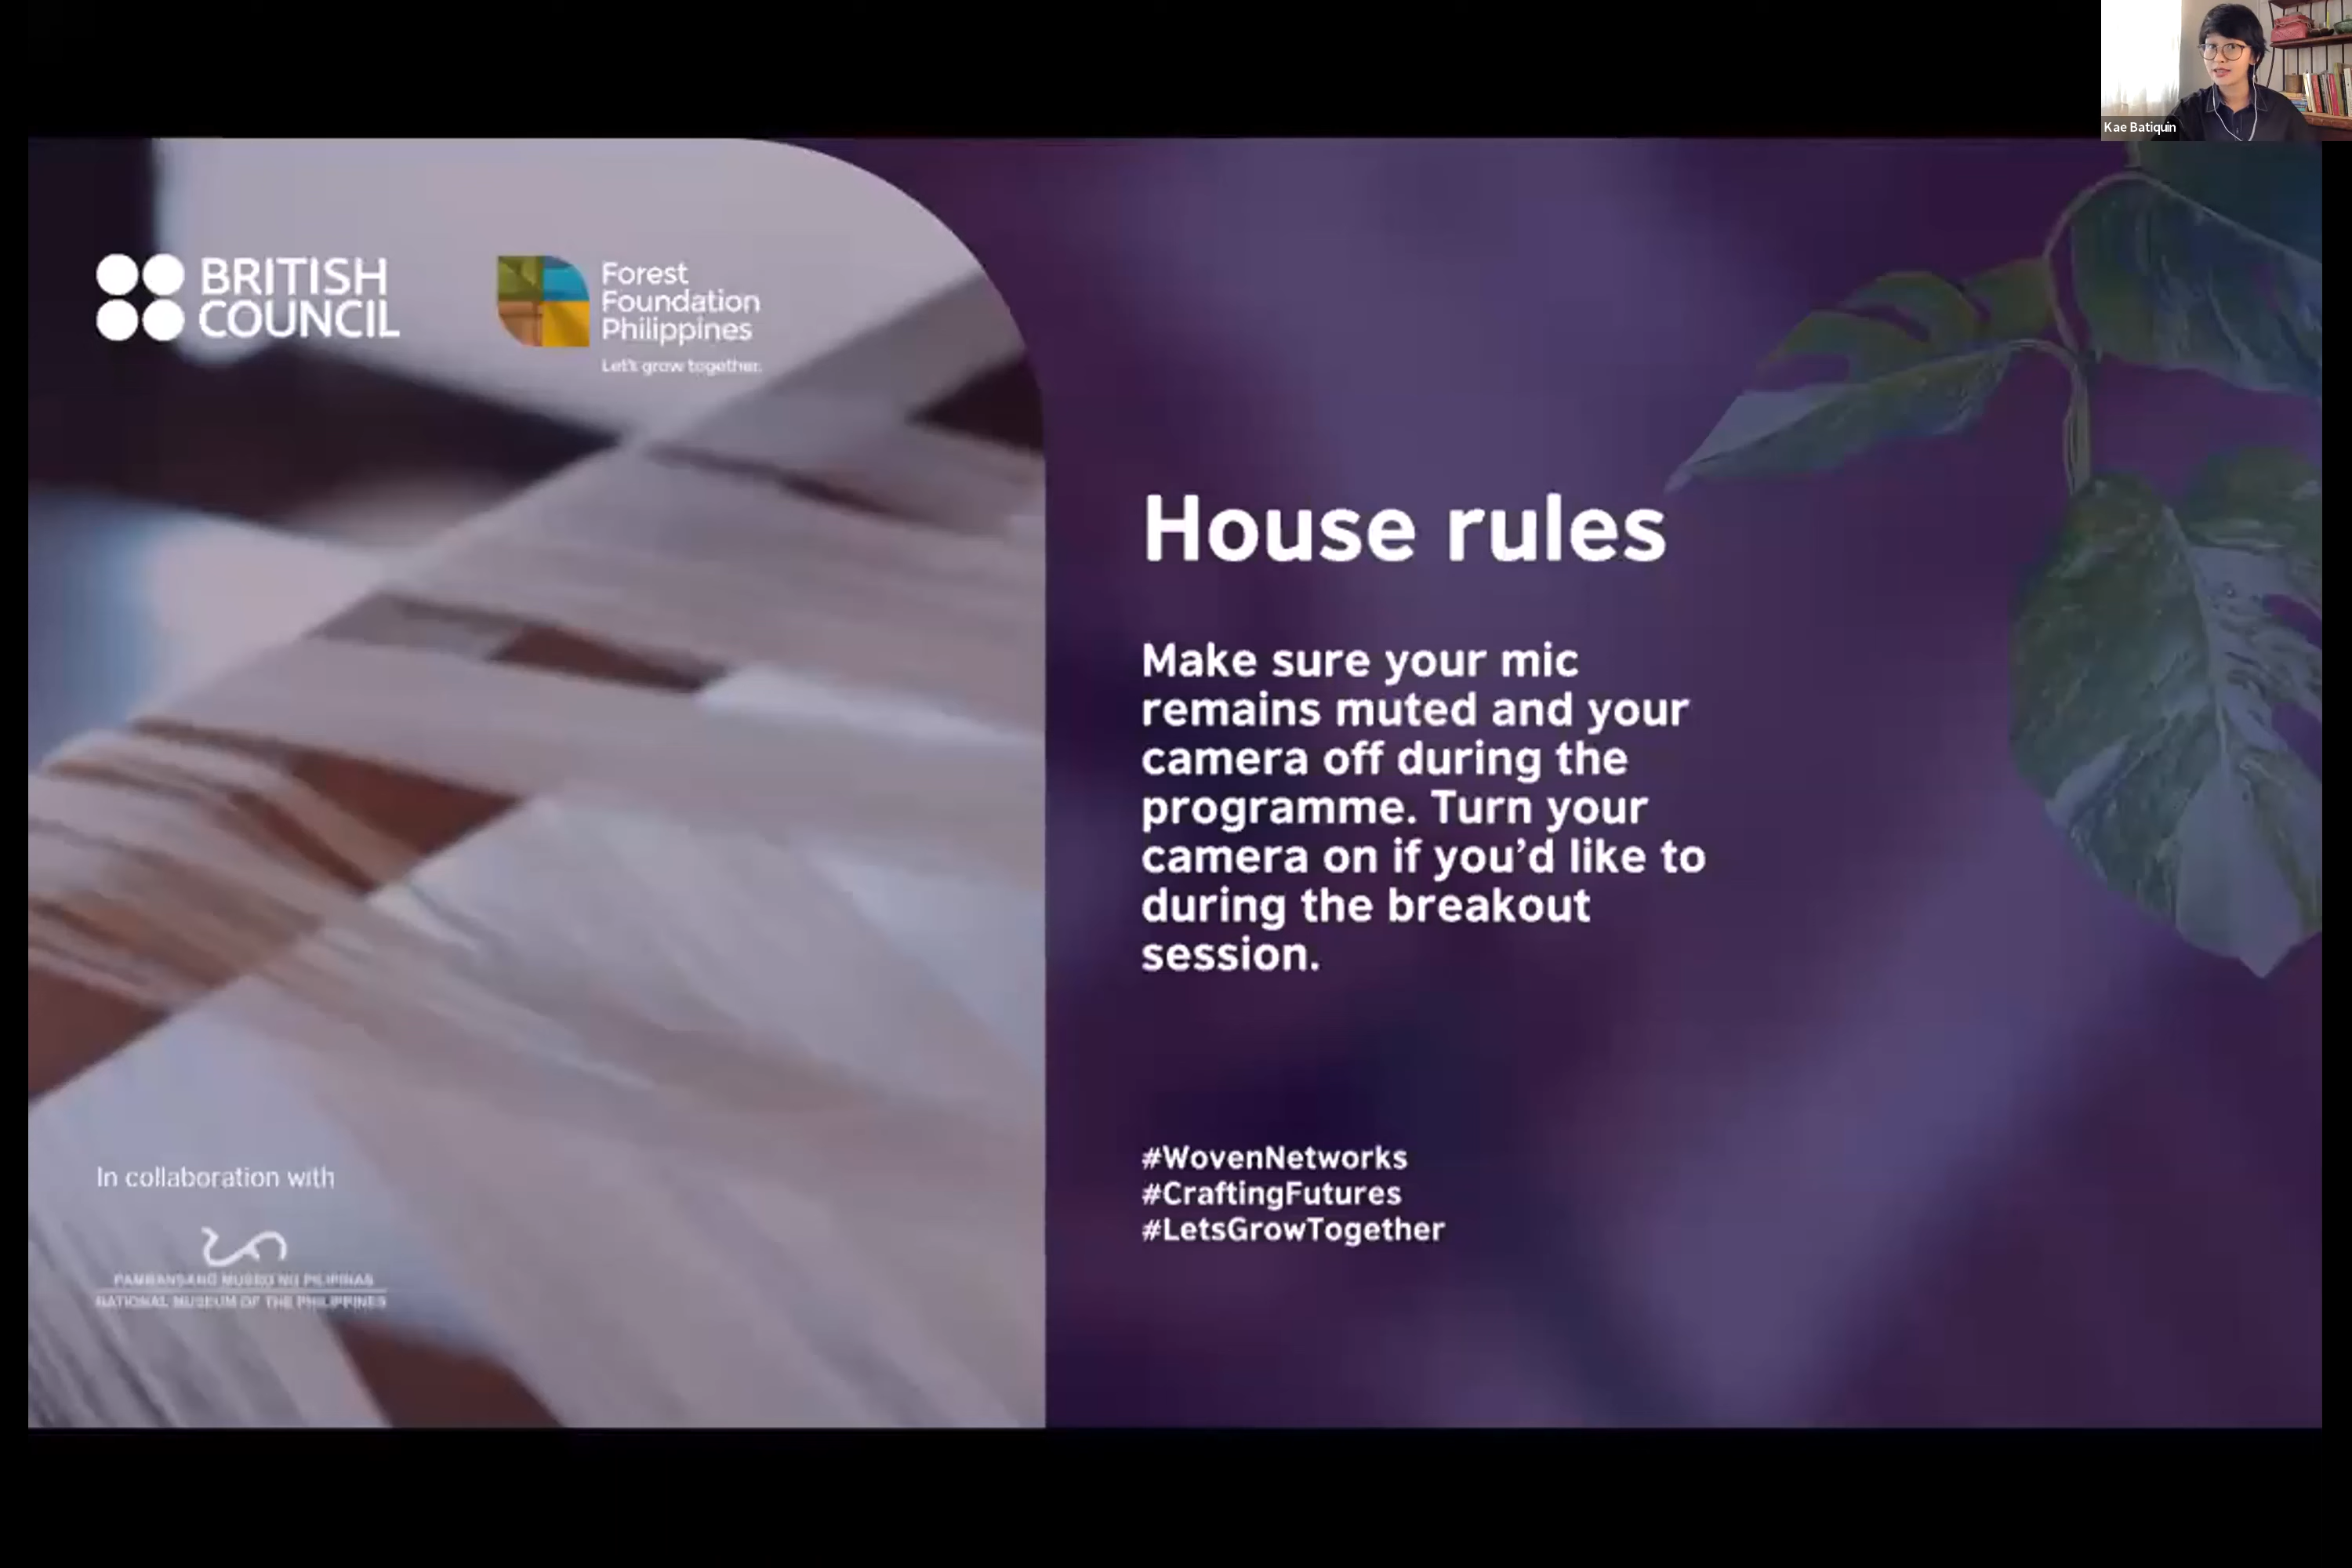 Kae Batiquin
BRITISH
COUNCIL
Forest
Foundation
Philippines
Let's grow together.
House rules
Make sure your mic
remains muted and your
camera off during the
programme. Turn your
camera on if you’d like to
during the breakout
session.
#WovenNetworks
#CraftingFutures
#LetsGrowTogether
In collaboration with
PAMBANSANG MUSEO NG PILIPINAS
NATIONAL MUSEUM OF THE PHILIPPINES